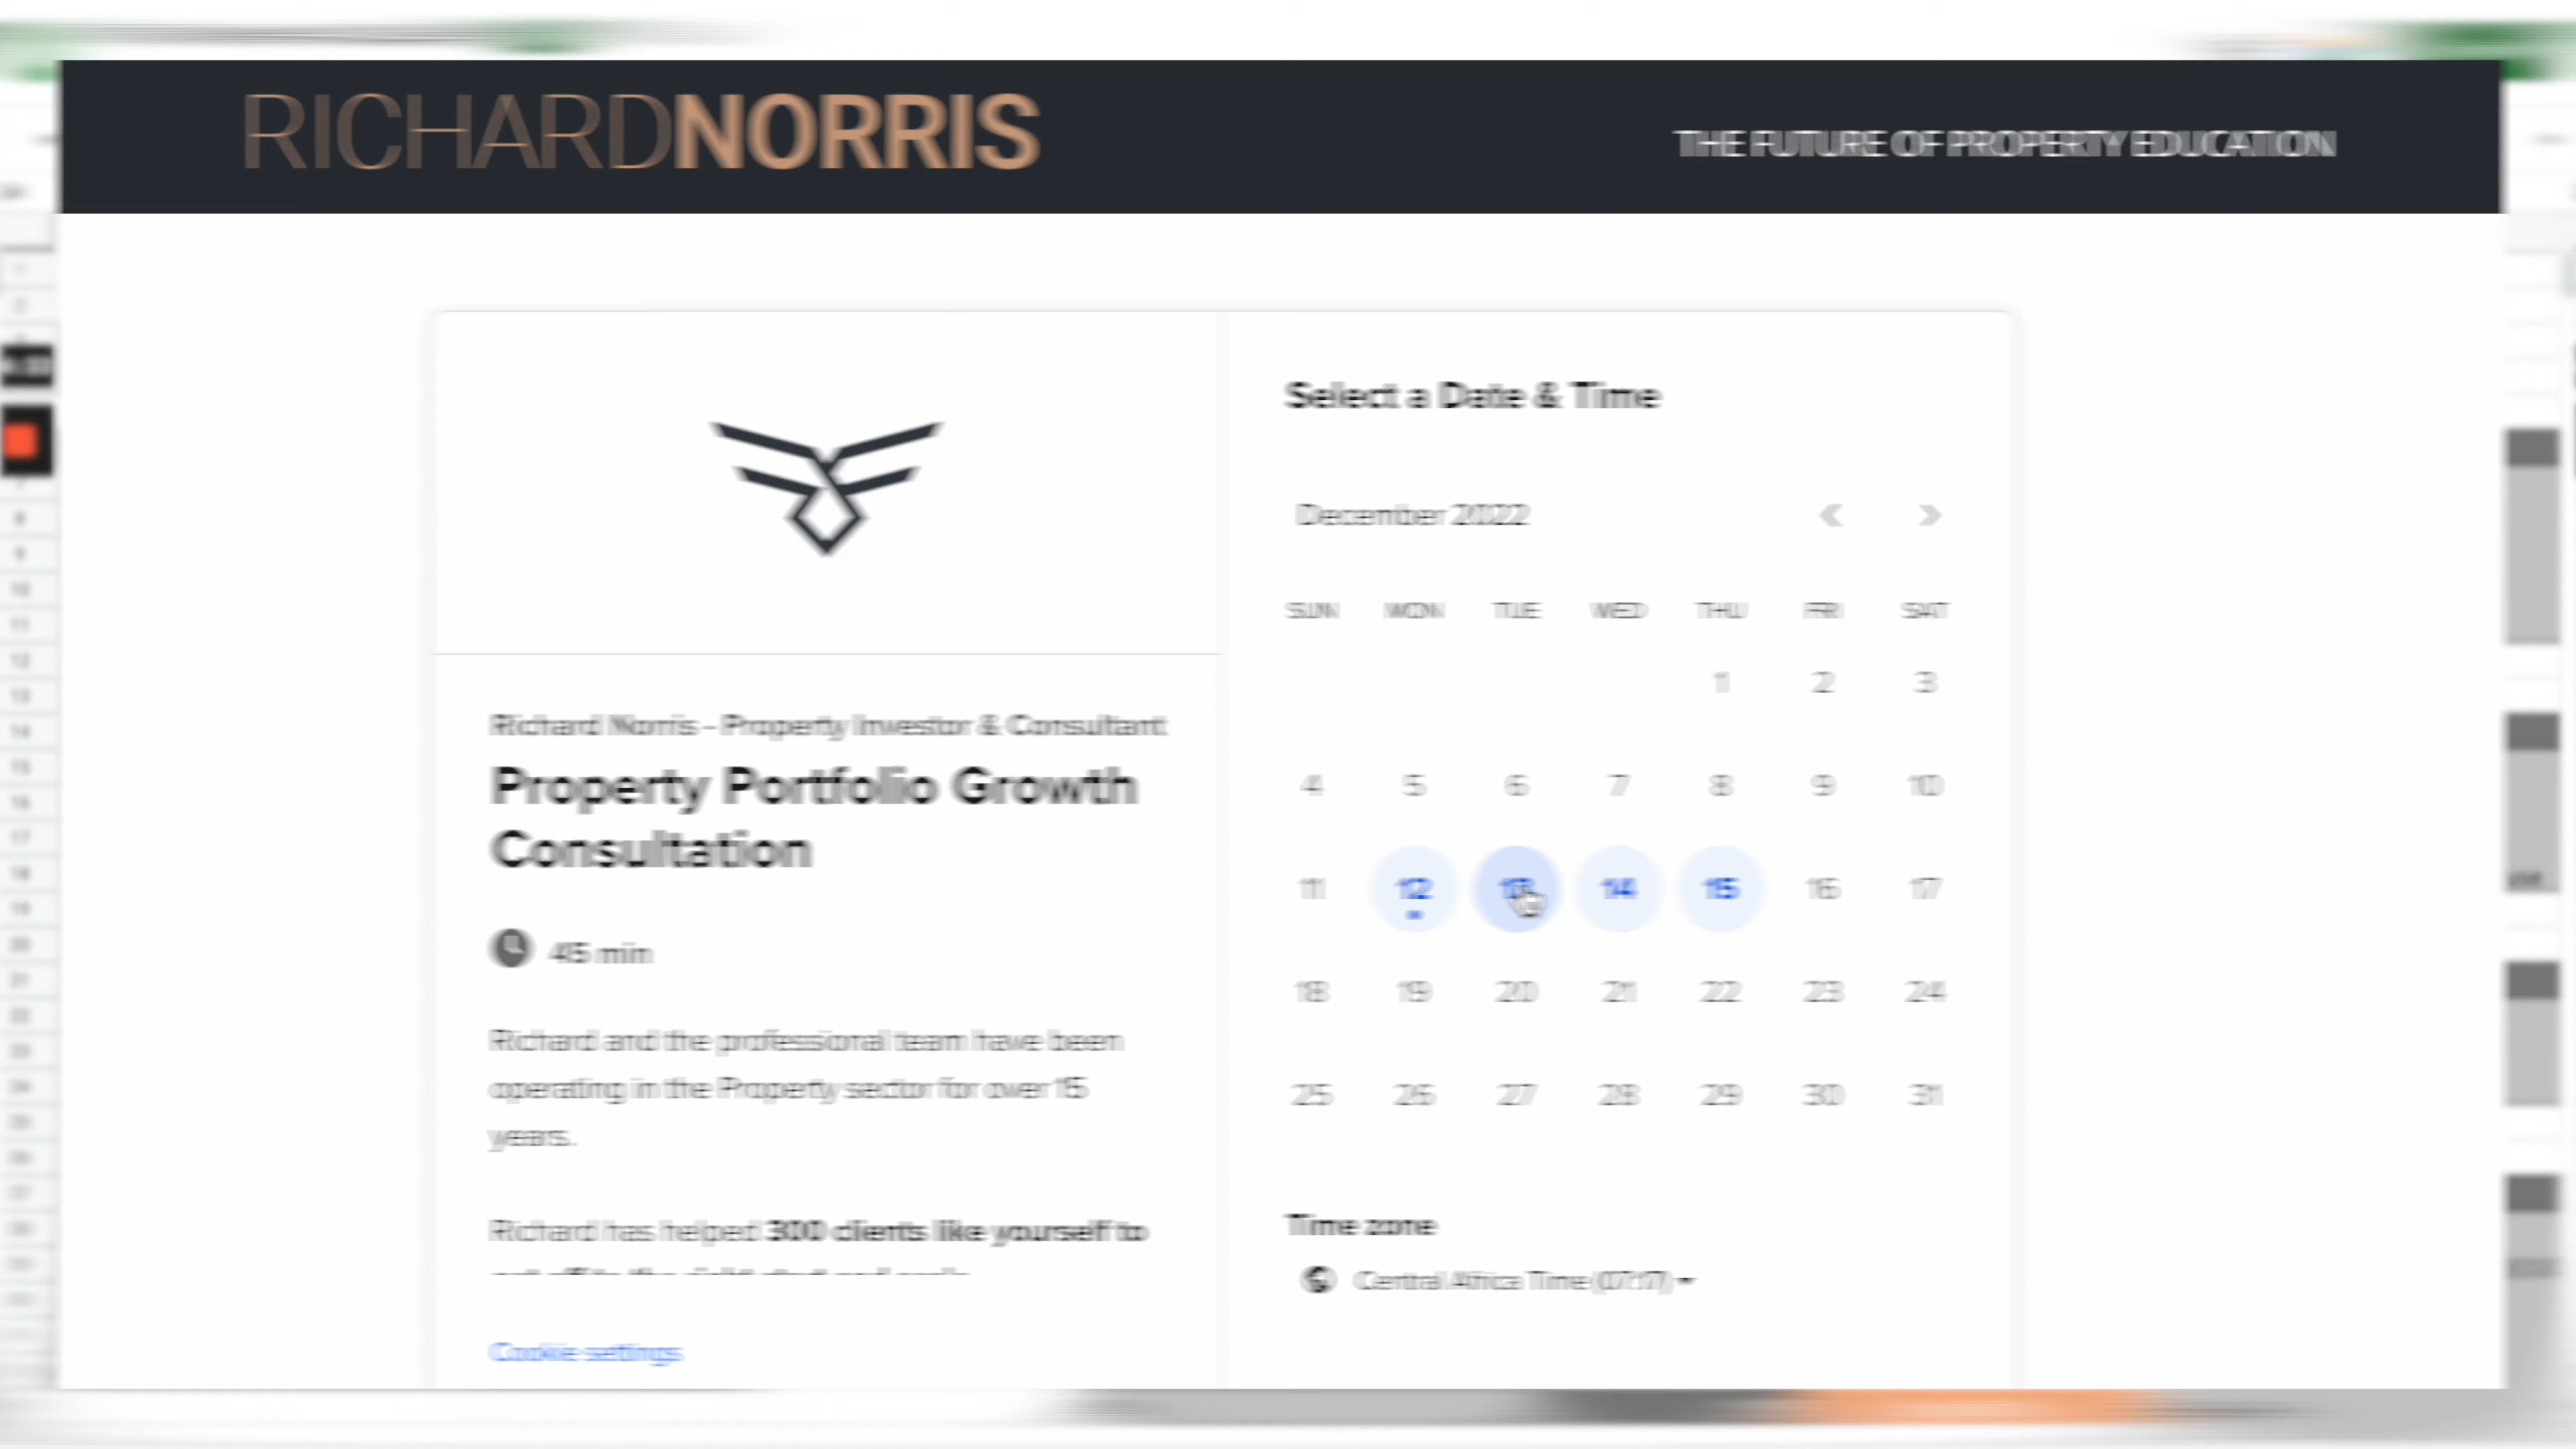 RICHARDNORRIS
THE FUTURE OF PROPERTY EDUCATION
Richard Norris - Property Investor & Consultant
Property Portfolio Growth
Consultation
45 min
Richard and the professional team have been
operating in the Property sector for over 15
years.
Richard has helped 300 clients like yourself to
Cookie settings
Select a Date & Time
December 2022
SUN MON TUE WED THU FRI SAT
1 2 3
4 5 6 7 8 9 10
11 12 13 14 15 16 17
18 19 20 21 22 23 24
25 26 27 28 29 30 31
Time zone
Central Africa Time (07:17)